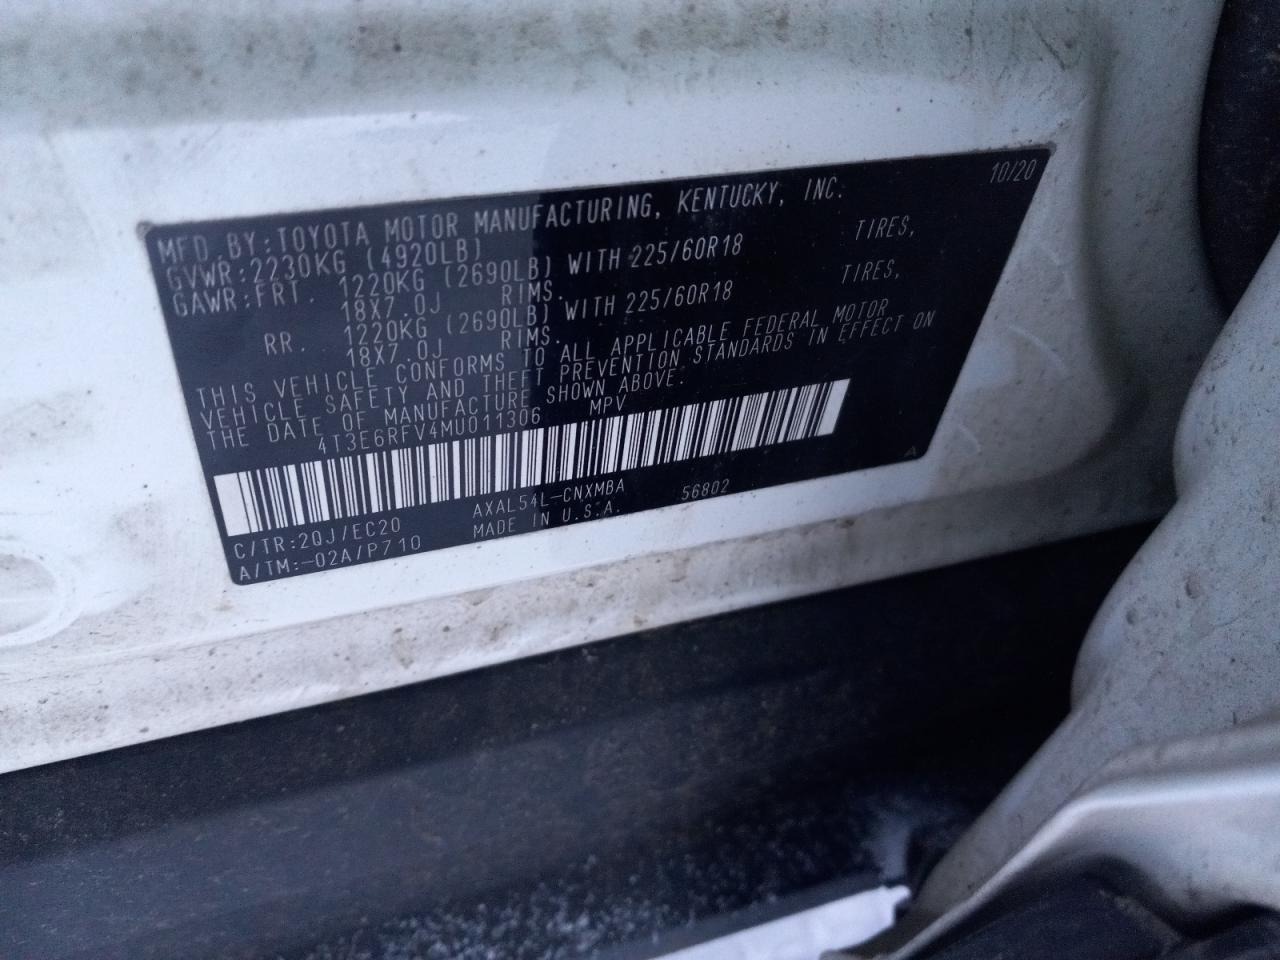 10/20
MFD. BY: TOYOTA MOTOR MANUFACTURING, KENTUCKY, INC.
GVWR: 2230KG (4920LB)
GAWR: FRT. 1220KG (2690LB) WITH 225/60R18 TIRES,
18X7.0J RIMS.
RR. 1220KG (2690LB) WITH 225/60R18 TIRES,
18X7.0J RIMS.
THIS VEHICLE CONFORMS TO ALL APPLICABLE FEDERAL MOTOR
VEHICLE SAFETY AND THEFT PREVENTION STANDARDS IN EFFECT ON
THE DATE OF MANUFACTURE SHOWN ABOVE.
4T3E6RFV4MU011306 MPV
A
C/TR: 2QJ/EC20 AXAL54L-CNXMBA 56802
A/TM: -02A/P710 MADE IN U.S.A.